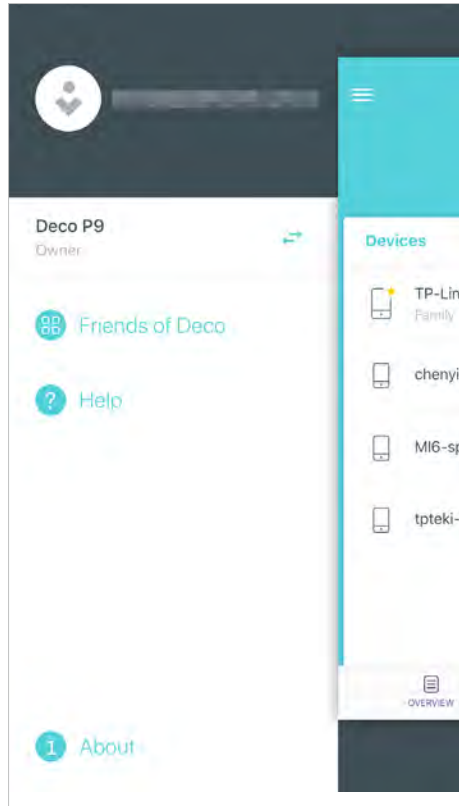 Deco P9
Owner
Friends of Deco
? Help
i About
Devices
TP-Lin
Family
chenyi
MI6-sp
tpteki-
OVERVIEW